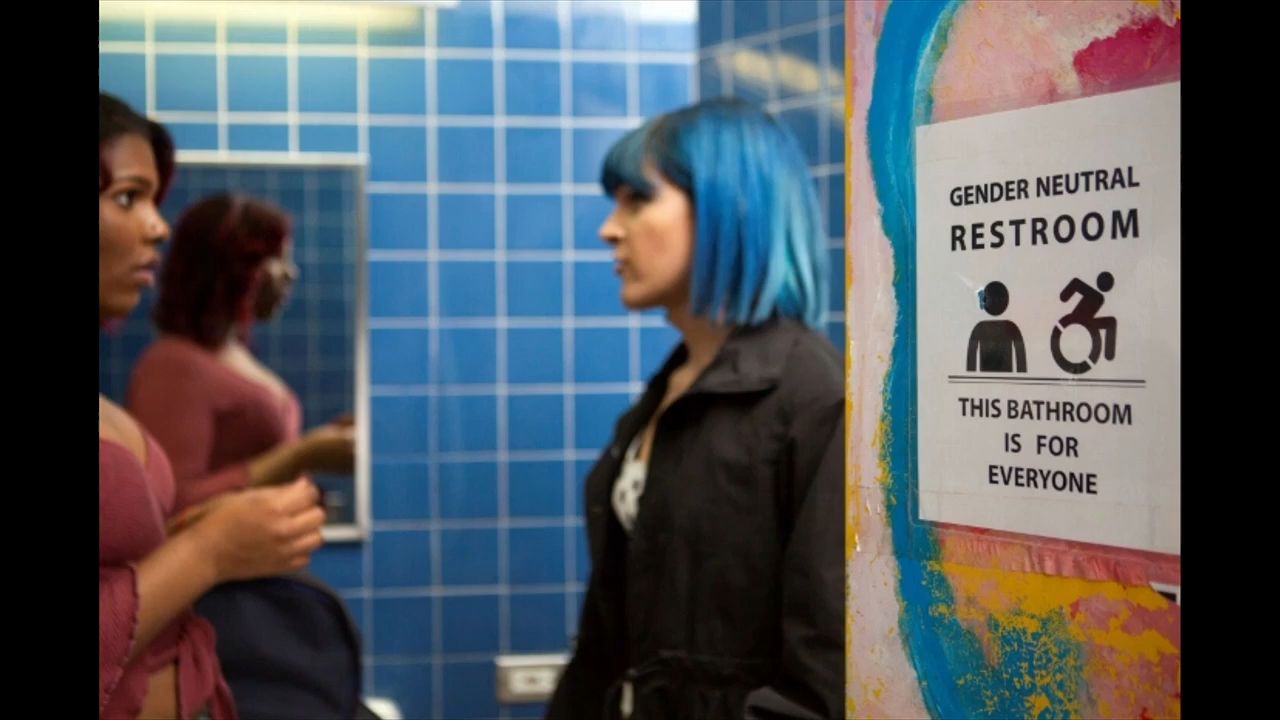 GENDER NEUTRAL
RESTROOM
THIS BATHROOM
IS FOR
EVERYONE